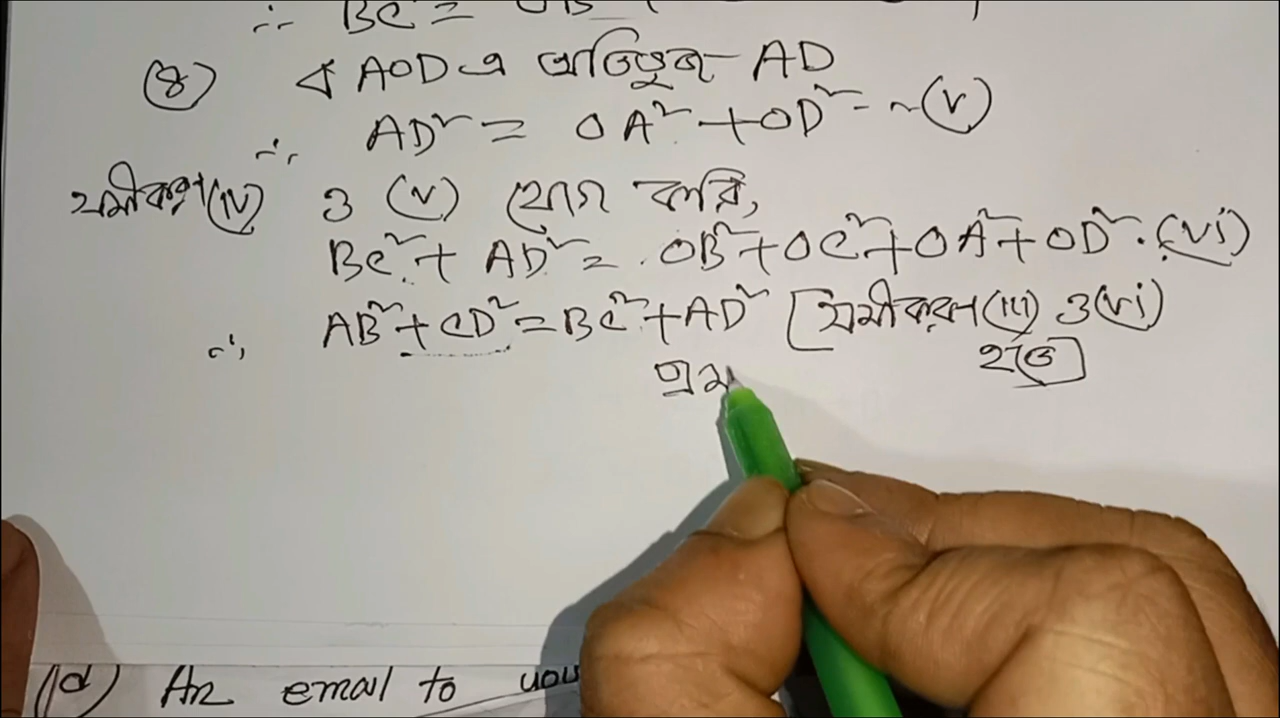 ∴ BC² = OB²
(৪) ⊿ AOD এ অতিভুজ AD
∴ AD² = OA² + OD² -- (v)
সমীকরণ (iv) ও (v) যোগ করি,
BC² + AD² = OB² + OC² + OA² + OD² . (vi)
∴ AB² + CD² = BC² + AD² [সমীকরণ (iii) ও (vi)
হতে]
প্রম
(d) An email to you